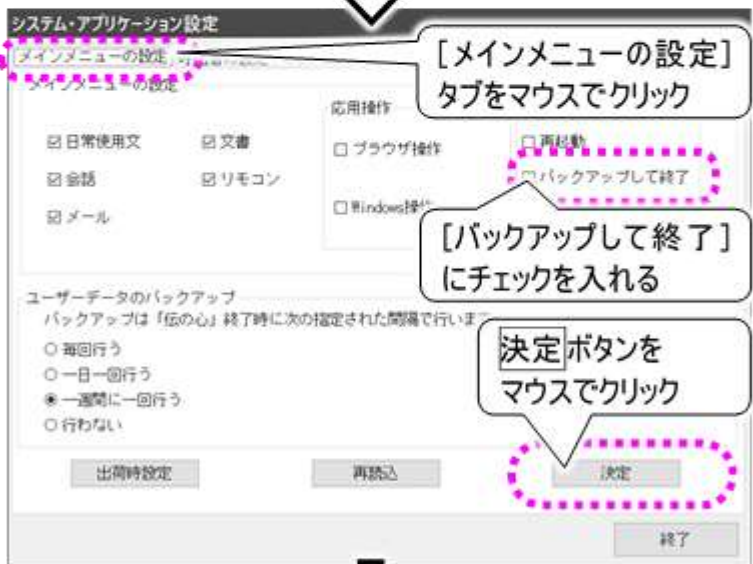 システム・アプリケーション設定
メインメニューの設定
[メインメニューの設定]
タブをマウスでクリック
メインメニューの設定
応用操作
☑ 日常使用文
☑ 文書
☐ ブラウザ操作
☐ 再起動
☑ 会話
☑ リモコン
☐ バックアップして終了
☑ メール
☐ Windows操作
[バックアップして終了]
にチェックを入れる
ユーザーデータのバックアップ
バックアップは「伝の心」終了時に次の指定された間隔で行います
○ 毎回行う
○ 一日一回行う
◉ 一週間に一回行う
○ 行わない
決定ボタンを
マウスでクリック
出荷時設定
再読込
決定
終了